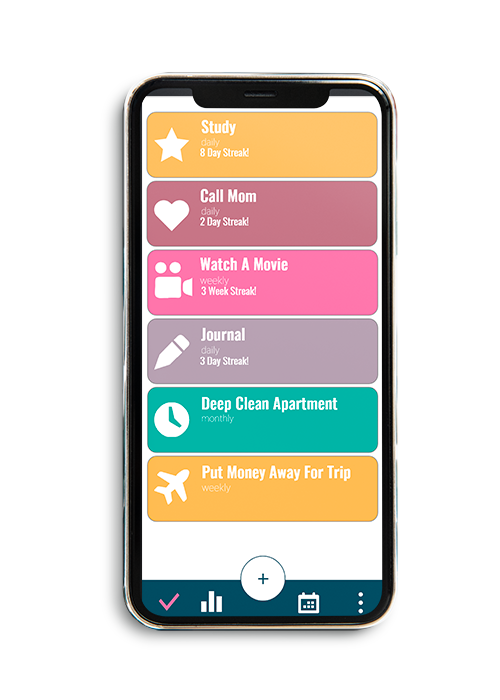 Study
daily
8 Day Streak!
Call Mom
daily
2 Day Streak!
Watch A Movie
weekly
3 Week Streak!
Journal
daily
3 Day Streak!
Deep Clean Apartment
monthly
Put Money Away For Trip
weekly
+